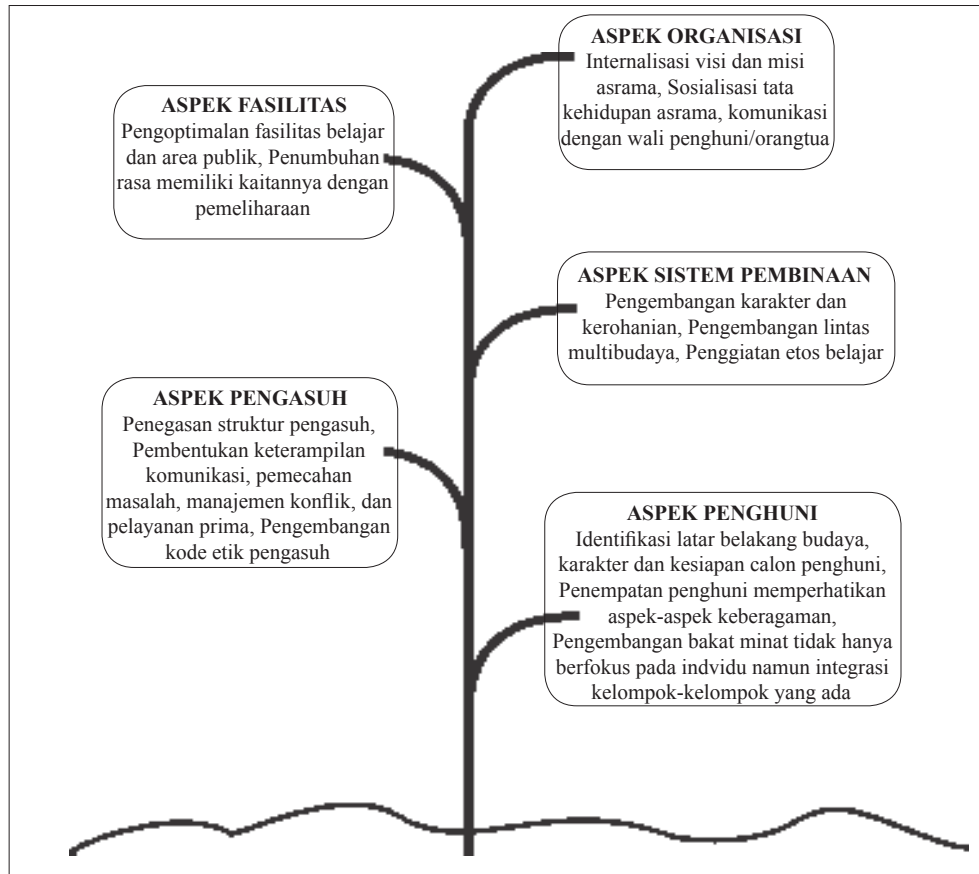 ASPEK ORGANISASI
Internalisasi visi dan misi
asrama, Sosialisasi tata
kehidupan asrama, komunikasi
dengan wali penghuni/orangtua
ASPEK FASILITAS
Pengoptimalan fasilitas belajar
dan area publik, Penumbuhan
rasa memiliki kaitannya dengan
pemeliharaan
ASPEK SISTEM PEMBINAAN
Pengembangan karakter dan
kerohanian, Pengembangan lintas
multibudaya, Penggiatan etos belajar
ASPEK PENGASUH
Penegasan struktur pengasuh,
Pembentukan keterampilan
komunikasi, pemecahan
masalah, manajemen konflik, dan
pelayanan prima, Pengembangan
kode etik pengasuh
ASPEK PENGHUNI
Identifikasi latar belakang budaya,
karakter dan kesiapan calon penghuni,
Penempatan penghuni memperhatikan
aspek-aspek keberagaman,
Pengembangan bakat minat tidak hanya
berfokus pada indvidu namun integrasi
kelompok-kelompok yang ada